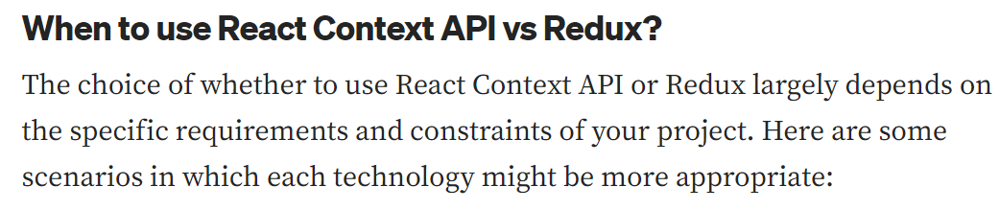 When to use React Context API vs Redux?
The choice of whether to use React Context API or Redux largely depends on
the specific requirements and constraints of your project. Here are some
scenarios in which each technology might be more appropriate: